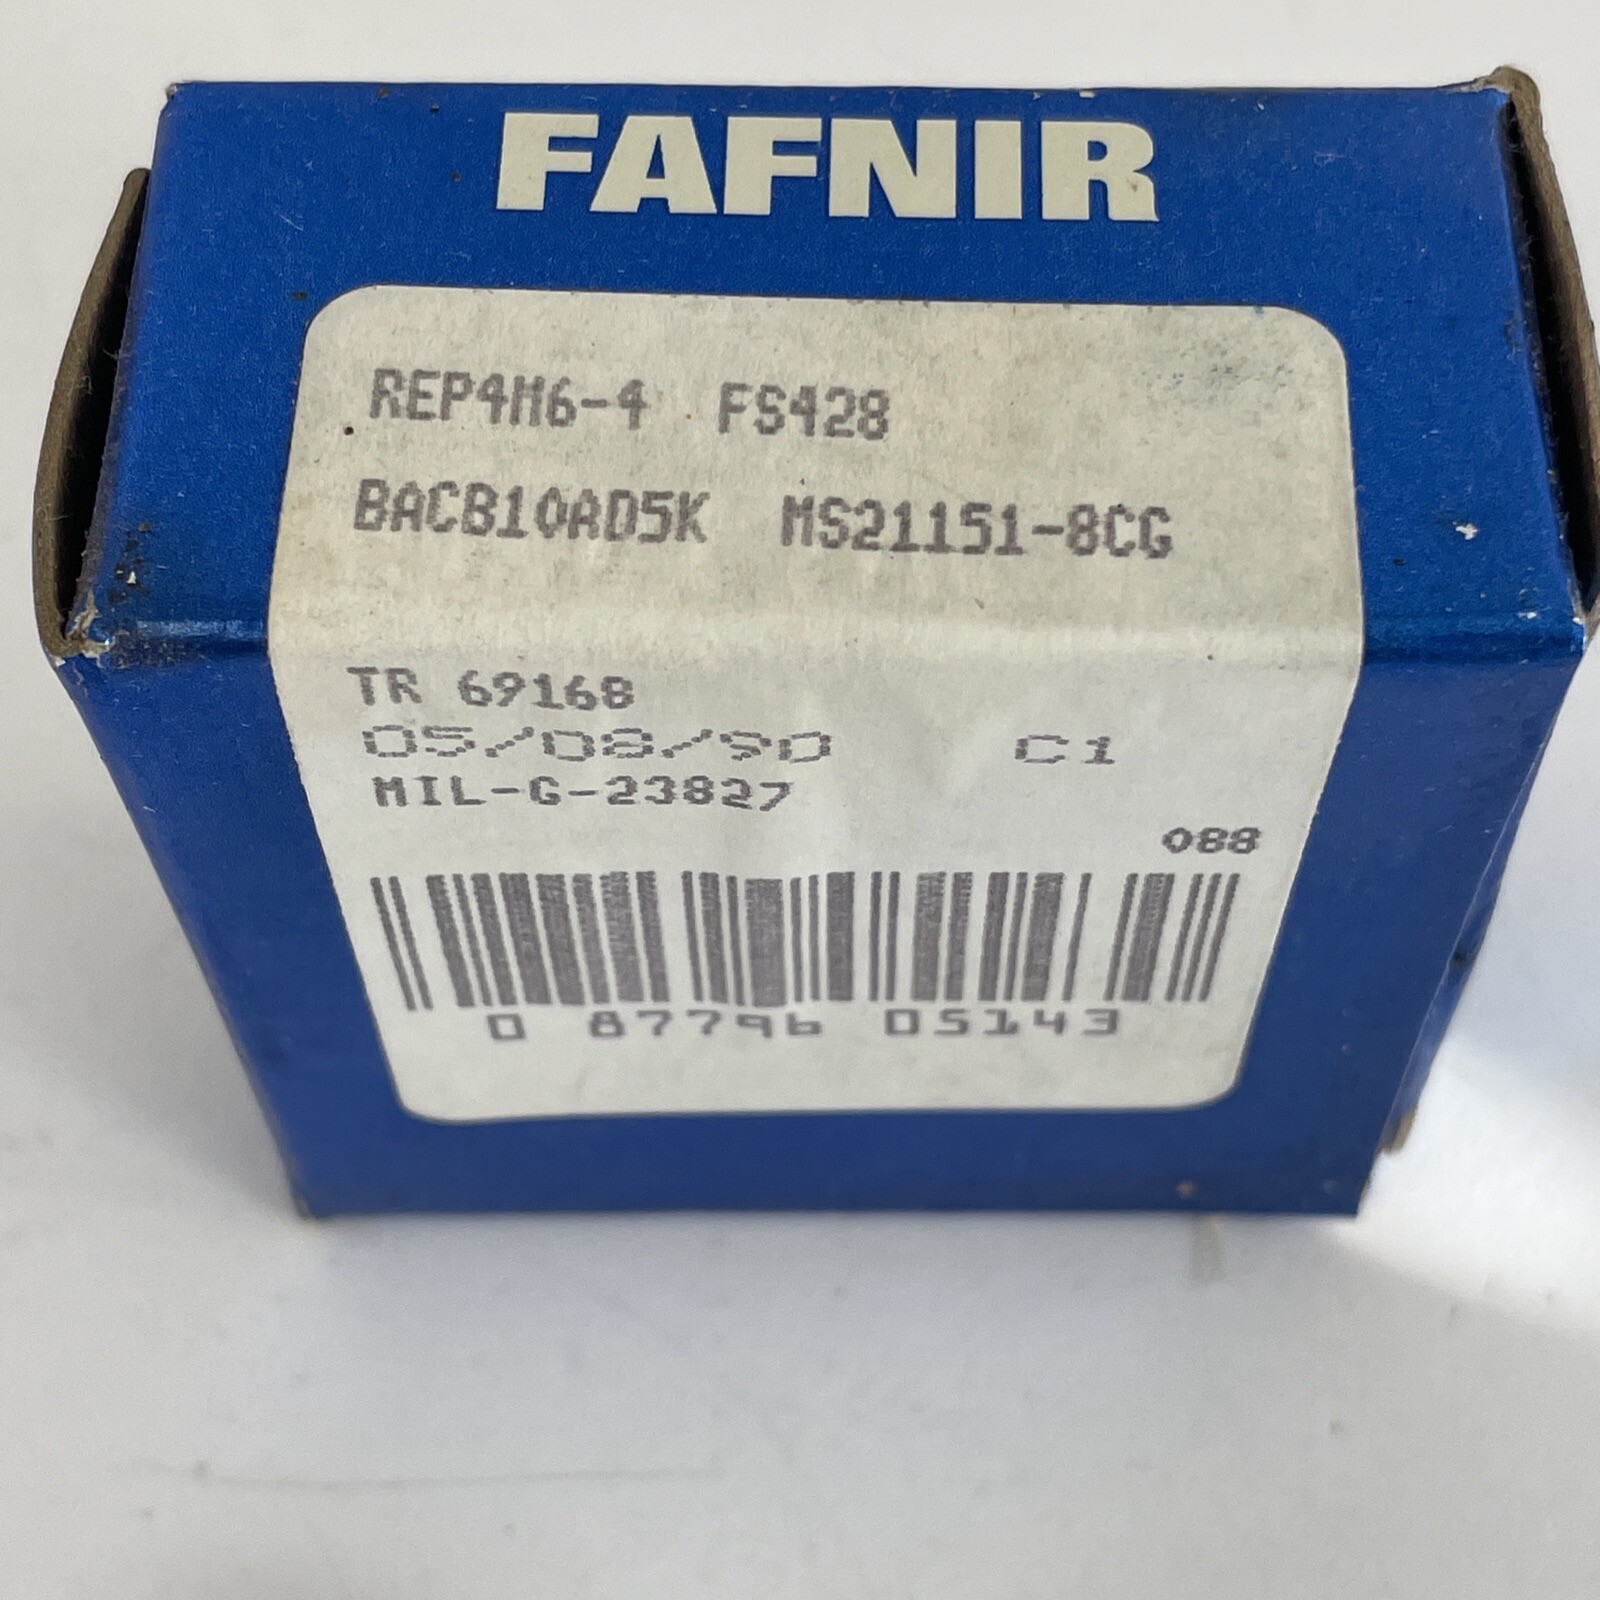 FAFNIR
REP4M6-4 FS428
BACB10AD5K MS21151-8CG
TR 69168
05/08/90 C1
MIL-G-23827
088
0 87796 05143